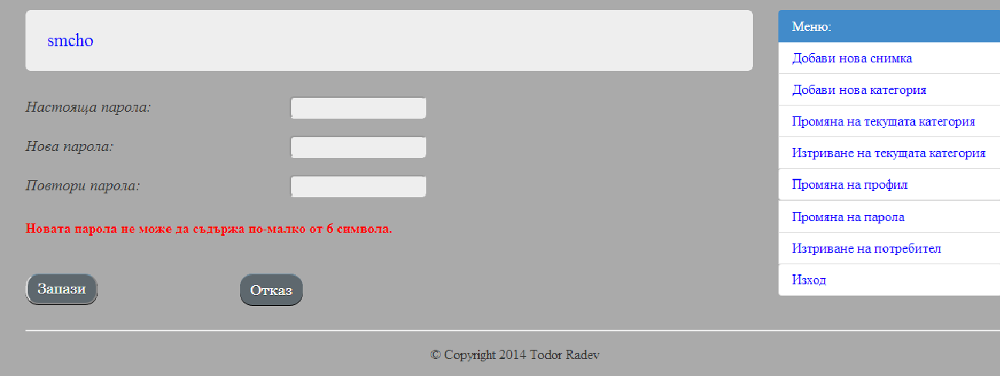 smcho
Настояща парола:
Нова парола:
Повтори парола:
Новата парола не може да съдържа по-малко от 6 символа.
Запази
Отказ
Меню:
Добави нова снимка
Добави нова категория
Промяна на текущата категория
Изтриване на текущата категория
Промяна на профил
Промяна на парола
Изтриване на потребител
Изход
© Copyright 2014 Todor Radev